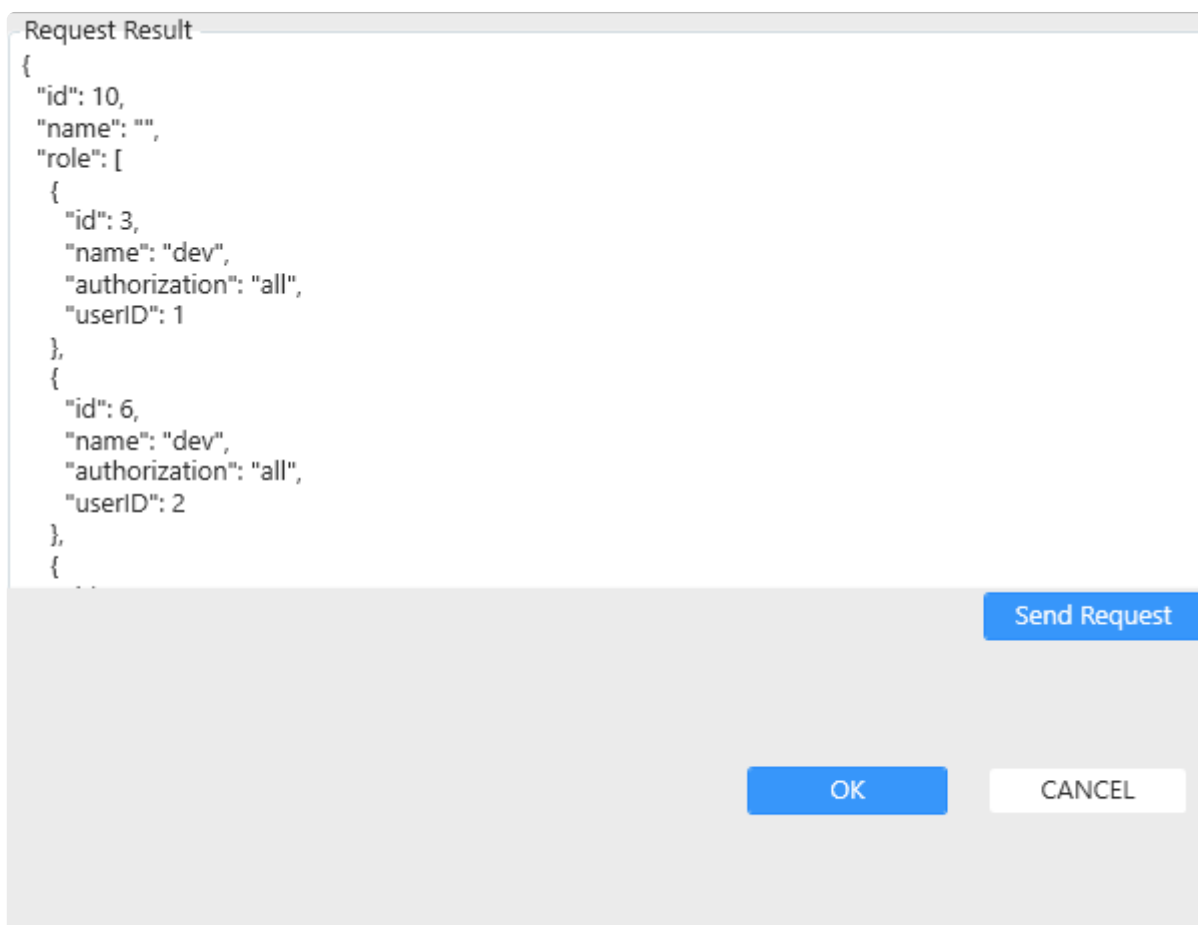 Request Result
{
"id": 10,
"name": "",
"role": [
{
"id": 3,
"name": "dev",
"authorization": "all",
"userID": 1
},
{
"id": 6,
"name": "dev",
"authorization": "all",
"userID": 2
},
{
Send Request
OK
CANCEL